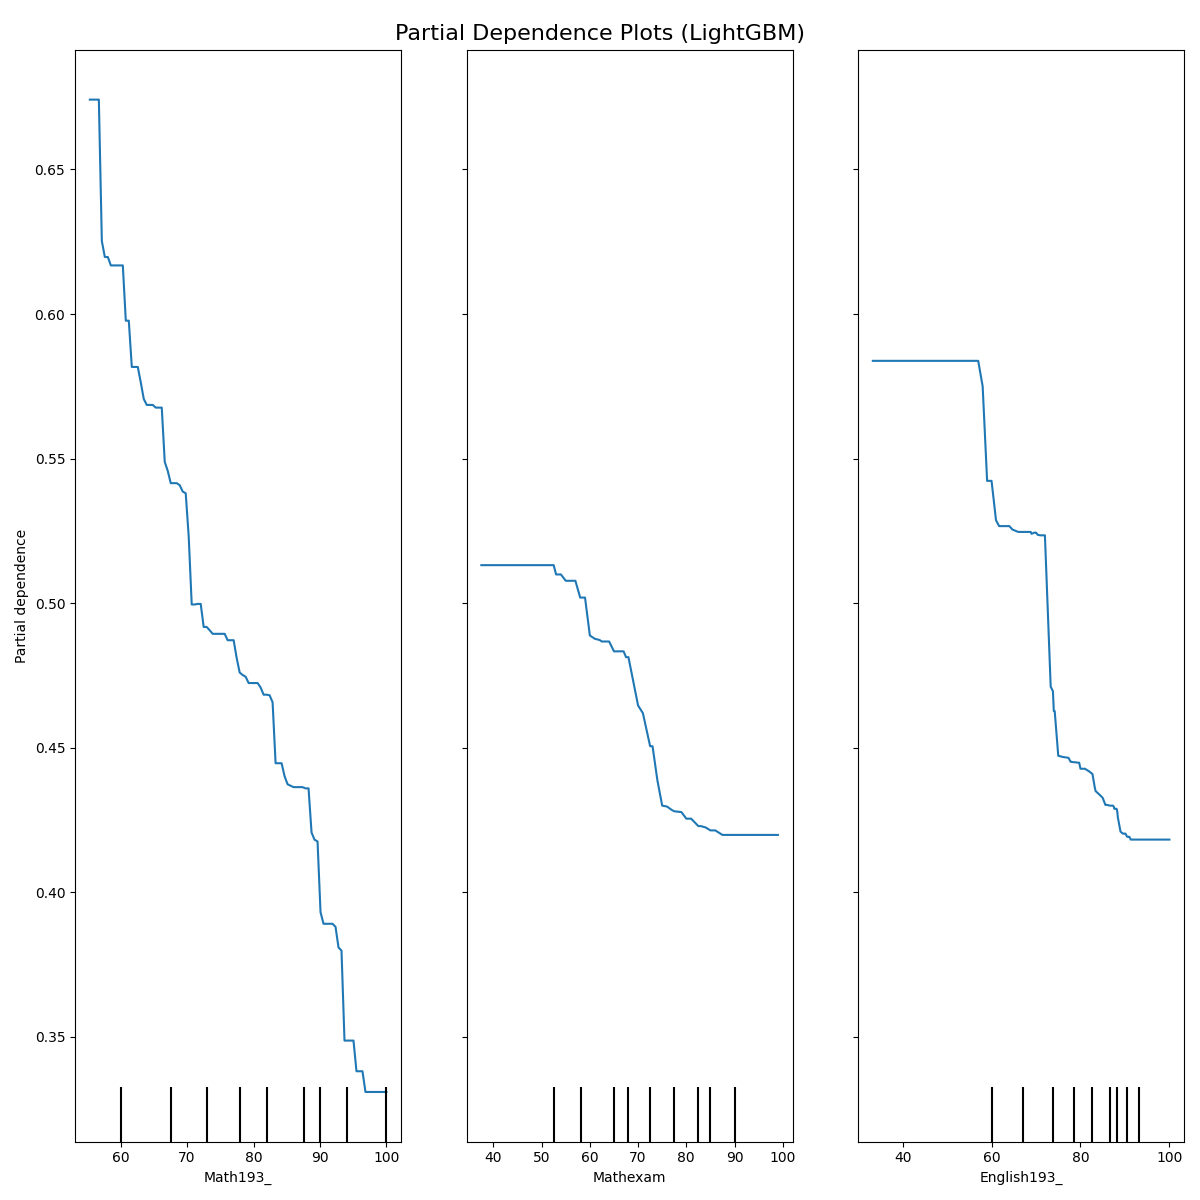 Partial Dependence Plots (LightGBM)
Partial dependence
0.65
0.60
0.55
0.50
0.45
0.40
0.35
60 70 80 90 100
Math193_
40 50 60 70 80 90 100
Mathexam
40 60 80 100
English193_